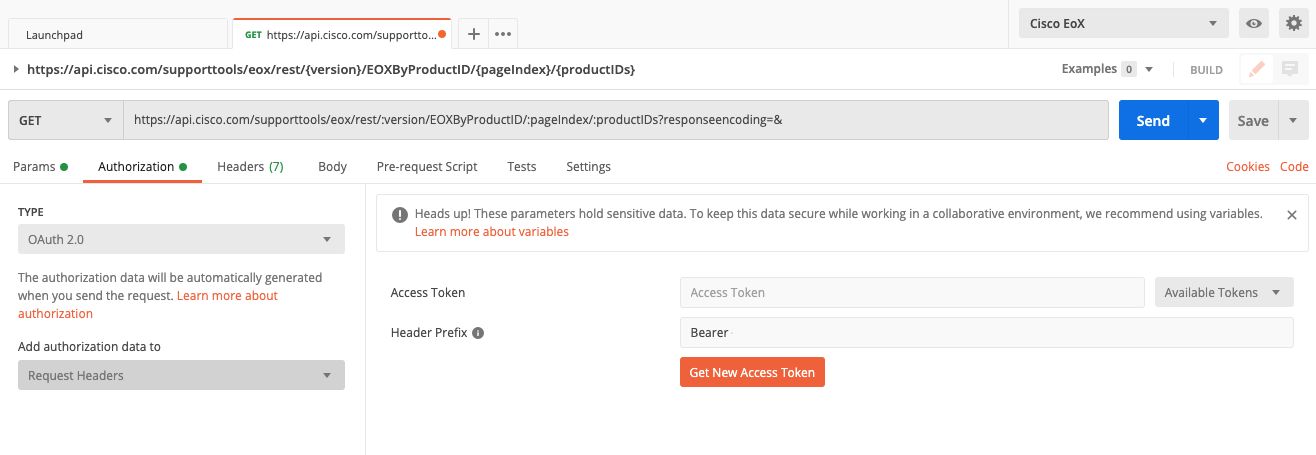 Launchpad
GET https://api.cisco.com/supportto...
Cisco EoX
https://api.cisco.com/supporttools/eox/rest/{version}/EOXByProductID/{pageIndex}/{productIDs}
Examples 0
BUILD
GET
https://api.cisco.com/supporttools/eox/rest/:version/EOXByProductID/:pageIndex/:productIDs?responseencoding=&
Send
Save
Params
Authorization
Headers (7)
Body
Pre-request Script
Tests
Settings
Cookies
Code
TYPE
OAuth 2.0
The authorization data will be automatically generated
when you send the request. Learn more about
authorization
Add authorization data to
Request Headers
Heads up! These parameters hold sensitive data. To keep this data secure while working in a collaborative environment, we recommend using variables.
Learn more about variables
Access Token
Access Token
Available Tokens
Header Prefix
Bearer
Get New Access Token